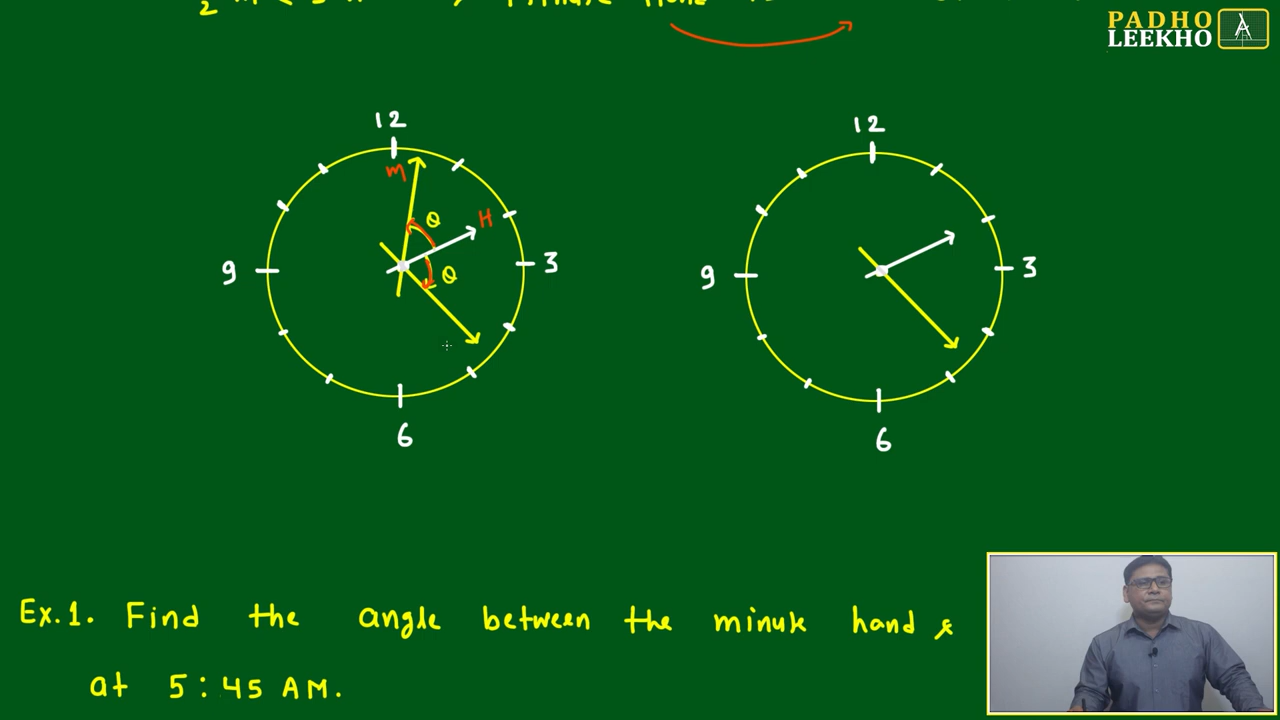 PADHO
LEEKHO
12
M
θ
H
θ
9
3
6
12
9
3
6
Ex.1. Find the angle between the minute hand &
at 5:45 AM.